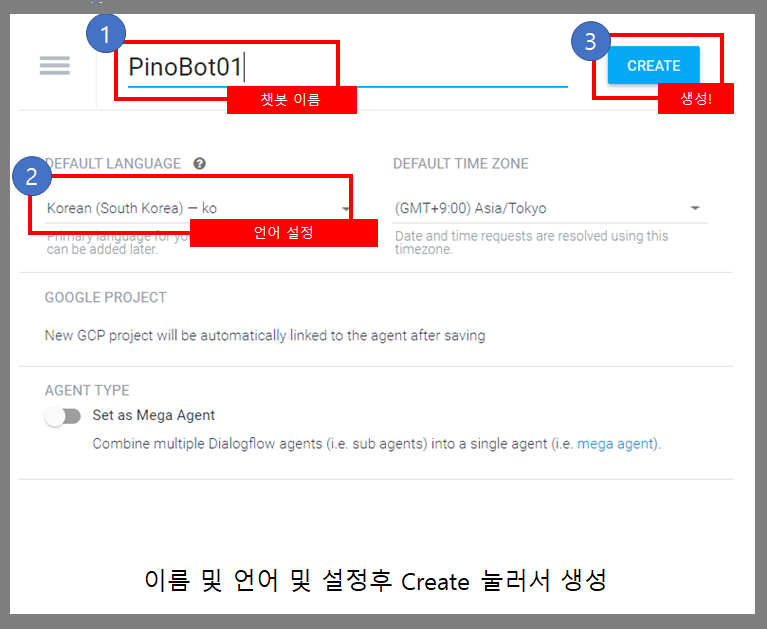 1
PinoBot01
챗봇 이름
3
CREATE
생성!
DEFAULT LANGUAGE ?
DEFAULT TIME ZONE
2
Korean (South Korea) — ko
(GMT+9:00) Asia/Tokyo
언어 설정
Primary language for
can be added later.
Date and time requests are resolved using this
timezone.
GOOGLE PROJECT
New GCP project will be automatically linked to the agent after saving
AGENT TYPE
Set as Mega Agent
Combine multiple Dialogflow agents (i.e. sub agents) into a single agent (i.e. mega agent).
이름 및 언어 및 설정후 Create 눌러서 생성